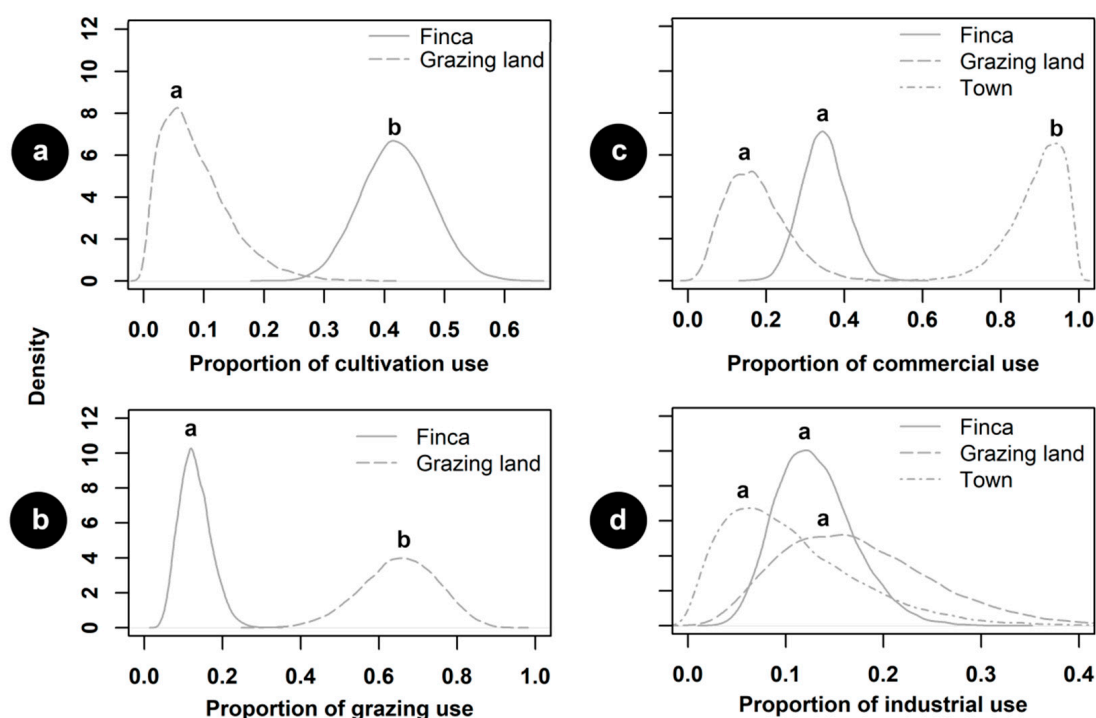 a
Density
12
10
8
6
4
2
0
a
b
Finca
Grazing land
0.0 0.1 0.2 0.3 0.4 0.5 0.6
Proportion of cultivation use
c
a
a
b
Finca
Grazing land
Town
0.0 0.2 0.4 0.6 0.8 1.0
Proportion of commercial use
b
12
10
8
6
4
2
0
a
b
Finca
Grazing land
0.0 0.2 0.4 0.6 0.8 1.0
Proportion of grazing use
d
a
a
a
Finca
Grazing land
Town
0.0 0.1 0.2 0.3 0.4
Proportion of industrial use